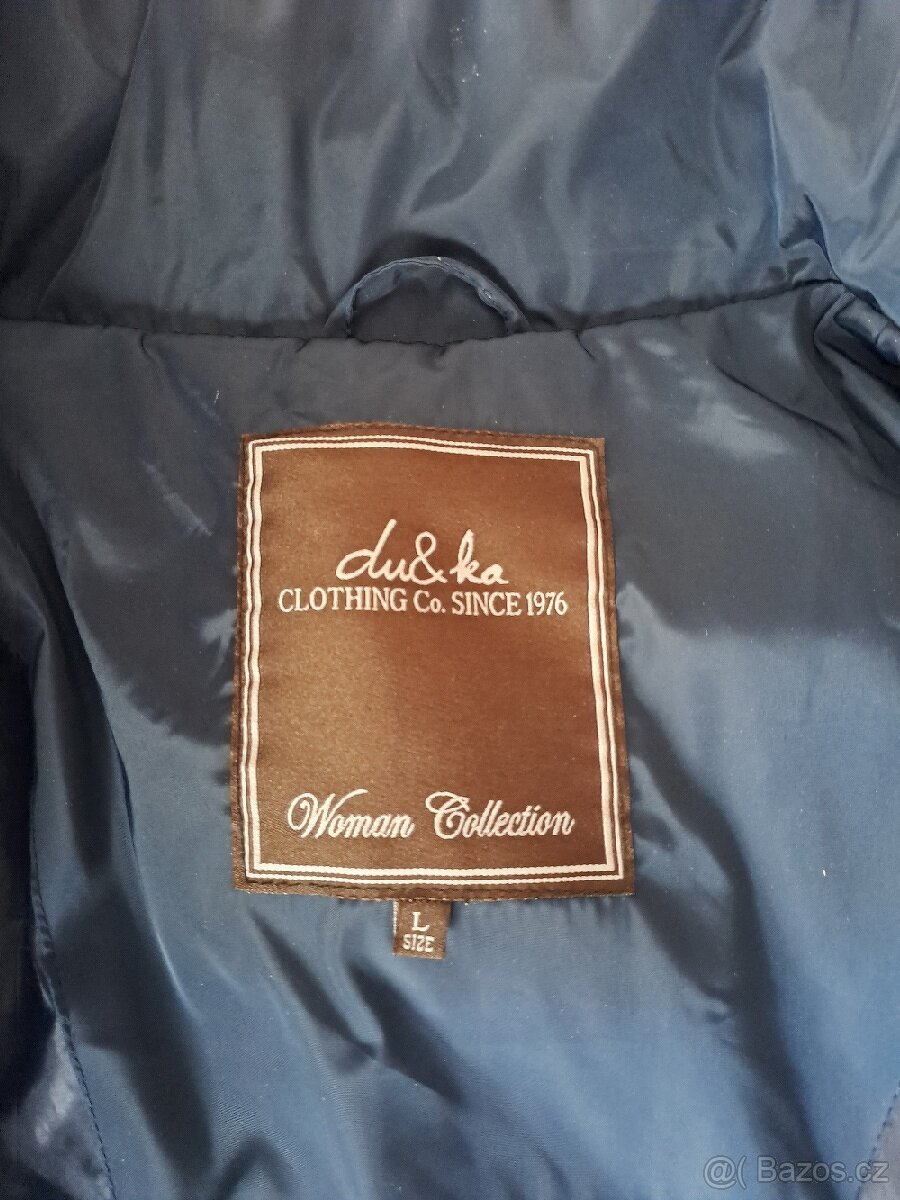 du&ka
CLOTHING Co. SINCE 1976
Woman Collection
L
SIZE
@( Bazos.cz